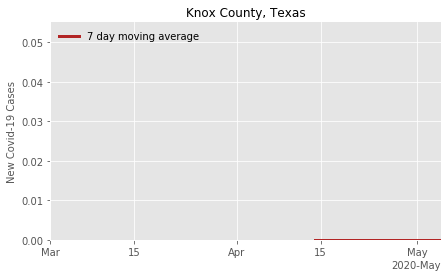 Knox County, Texas
7 day moving average
New Covid-19 Cases
0.05
0.04
0.03
0.02
0.01
0.00
Mar 15 Apr 15 May
2020-May